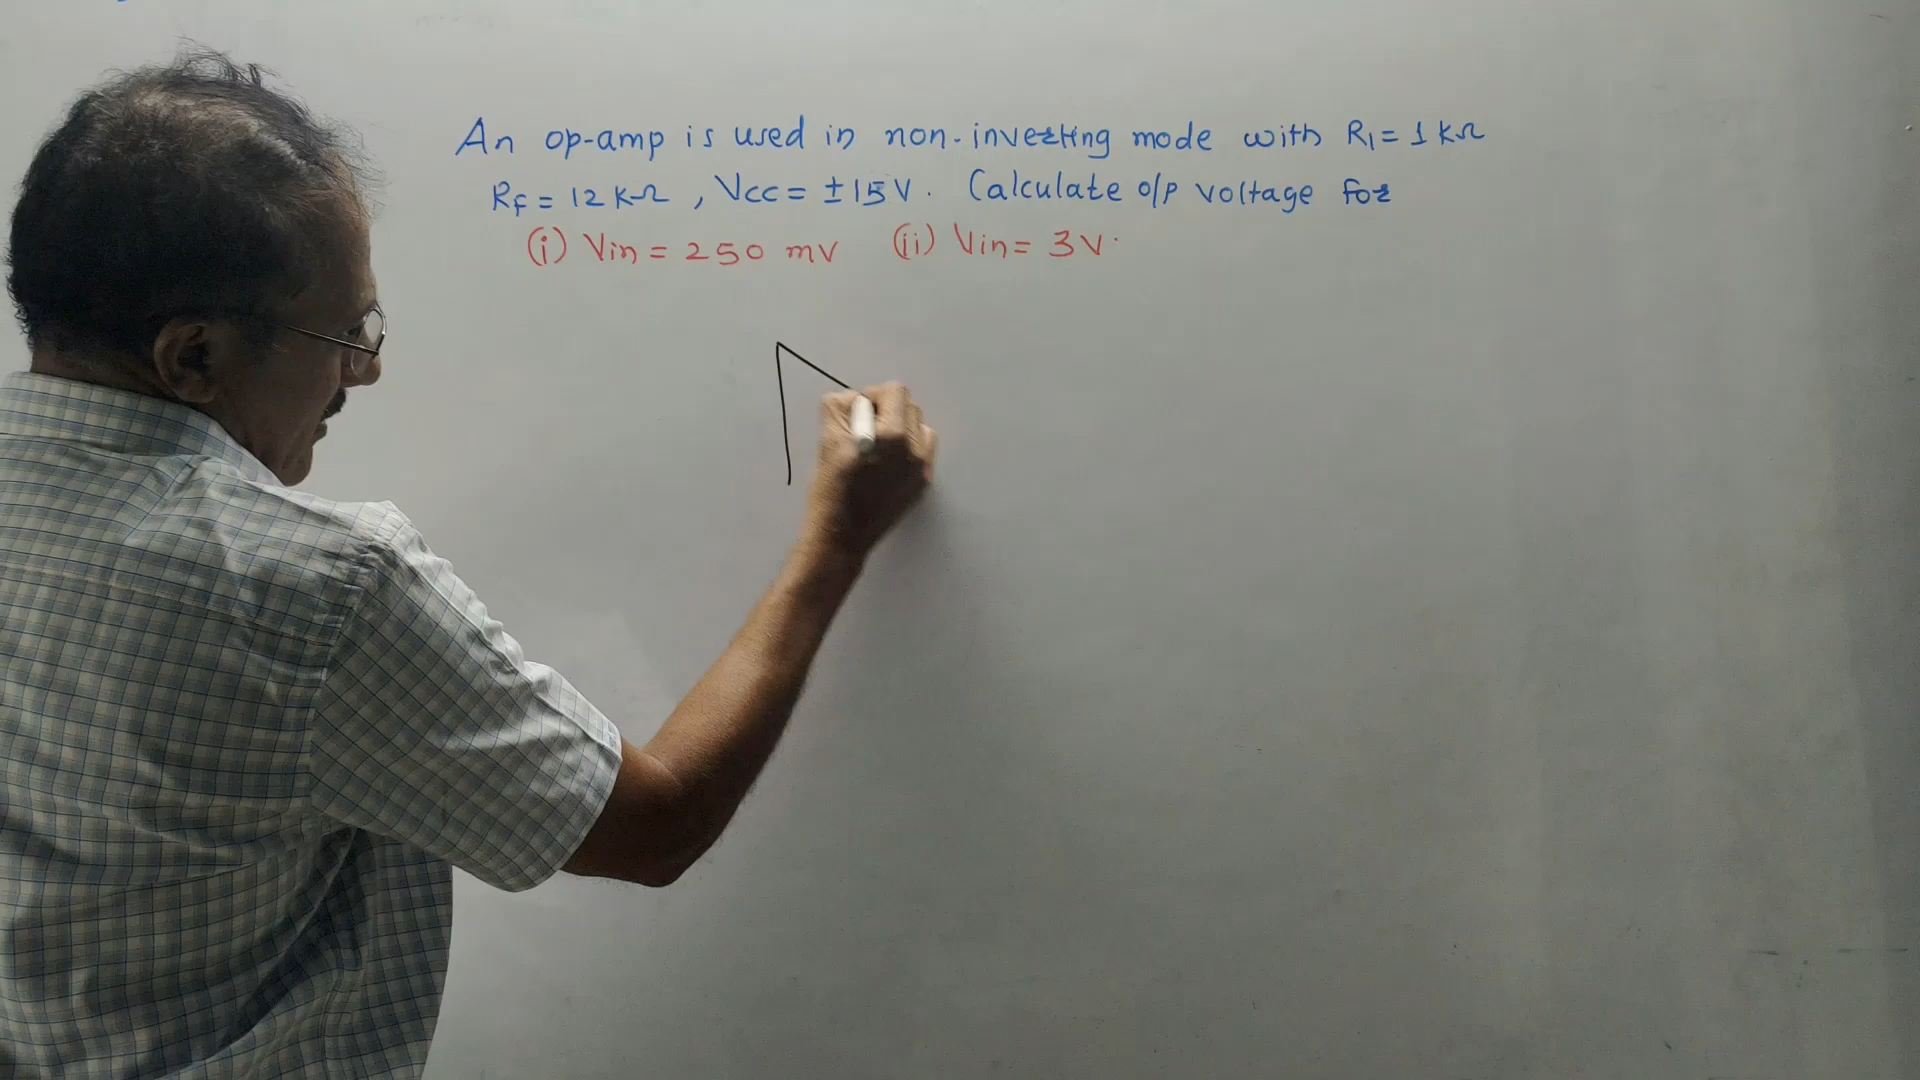 An op-amp is used in non-inverting mode with R1 = 1 kΩ
RF = 12 kΩ , Vcc = ±15V. Calculate o/p voltage for
(i) Vin = 250 mV (ii) Vin = 3V.